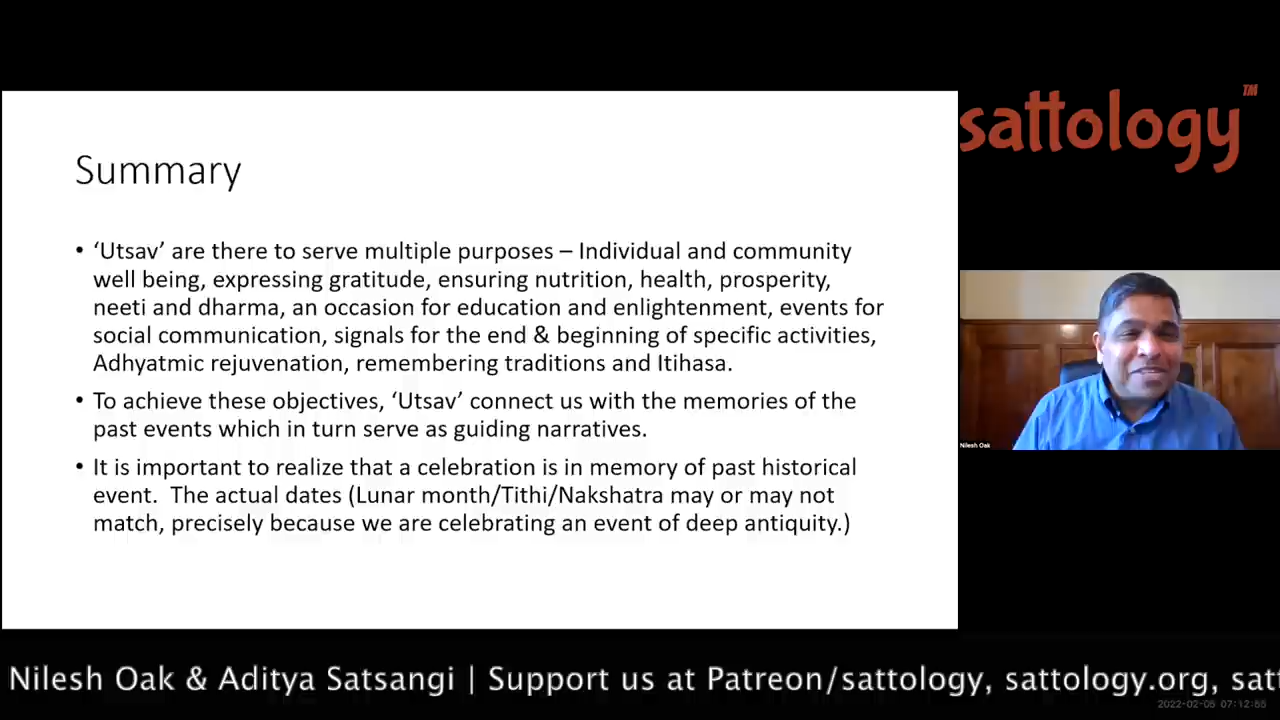 Summary
• ‘Utsav’ are there to serve multiple purposes – Individual and community
well being, expressing gratitude, ensuring nutrition, health, prosperity,
neeti and dharma, an occasion for education and enlightenment, events for
social communication, signals for the end & beginning of specific activities,
Adhyatmic rejuvenation, remembering traditions and Itihasa.
• To achieve these objectives, ‘Utsav’ connect us with the memories of the
past events which in turn serve as guiding narratives.
• It is important to realize that a celebration is in memory of past historical
event.  The actual dates (Lunar month/Tithi/Nakshatra may or may not
match, precisely because we are celebrating an event of deep antiquity.)
sattology™
Nilesh Oak
Nilesh Oak & Aditya Satsangi | Support us at Patreon/sattology, sattology.org, sat